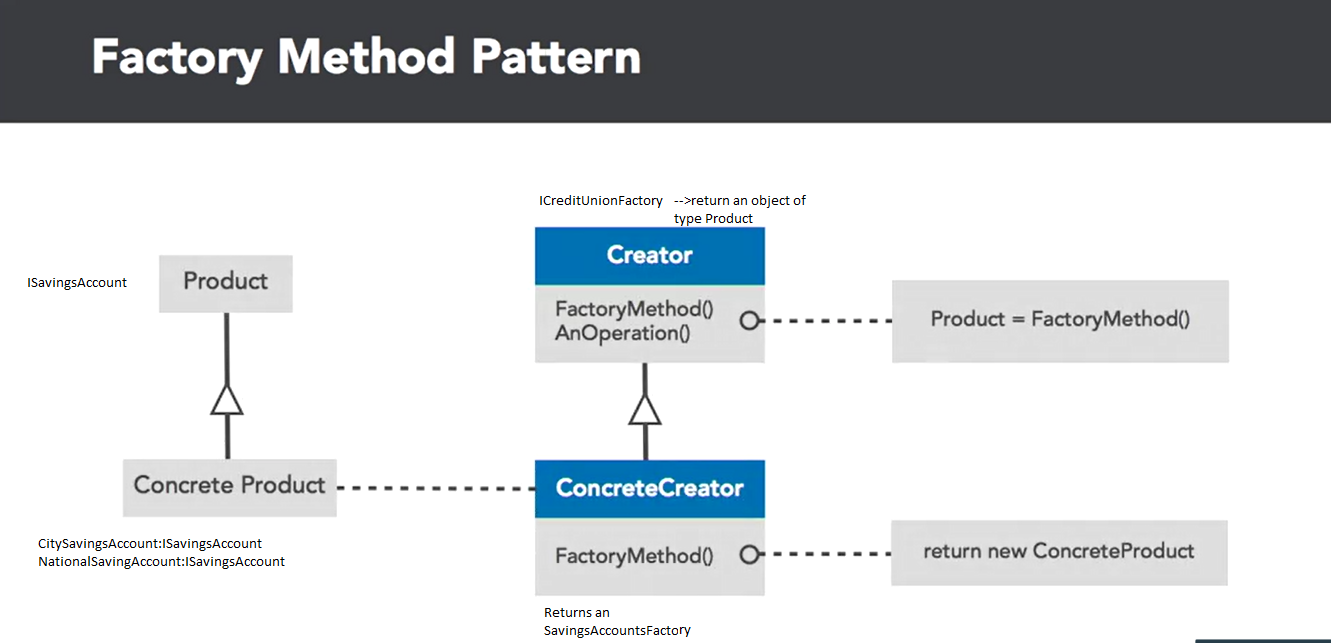 Factory Method Pattern
ICreditUnionFactory -->return an object of
type Product
Creator
ISavingsAccount
Product
FactoryMethod()
AnOperation()
Product = FactoryMethod()
Concrete Product
ConcreteCreator
CitySavingsAccount:ISavingsAccount
NationalSavingAccount:ISavingsAccount
FactoryMethod()
return new ConcreteProduct
Returns an
SavingsAccountsFactory